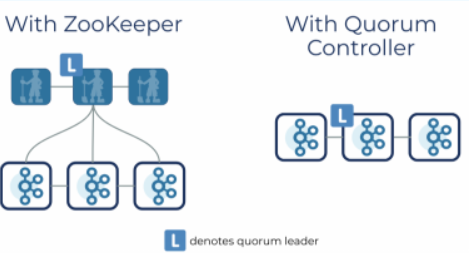 With ZooKeeper
L
With Quorum
Controller
L
L denotes quorum leader